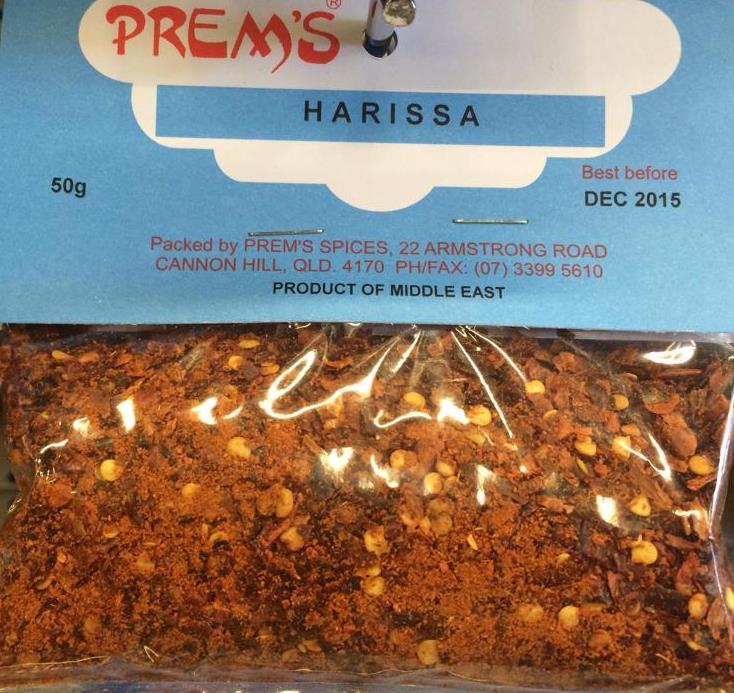 PREM'S®
HARISSA
50g
Best before
DEC 2015
Packed by PREM'S SPICES, 22 ARMSTRONG ROAD
CANNON HILL, QLD. 4170 PH/FAX: (07) 3399 5610
PRODUCT OF MIDDLE EAST